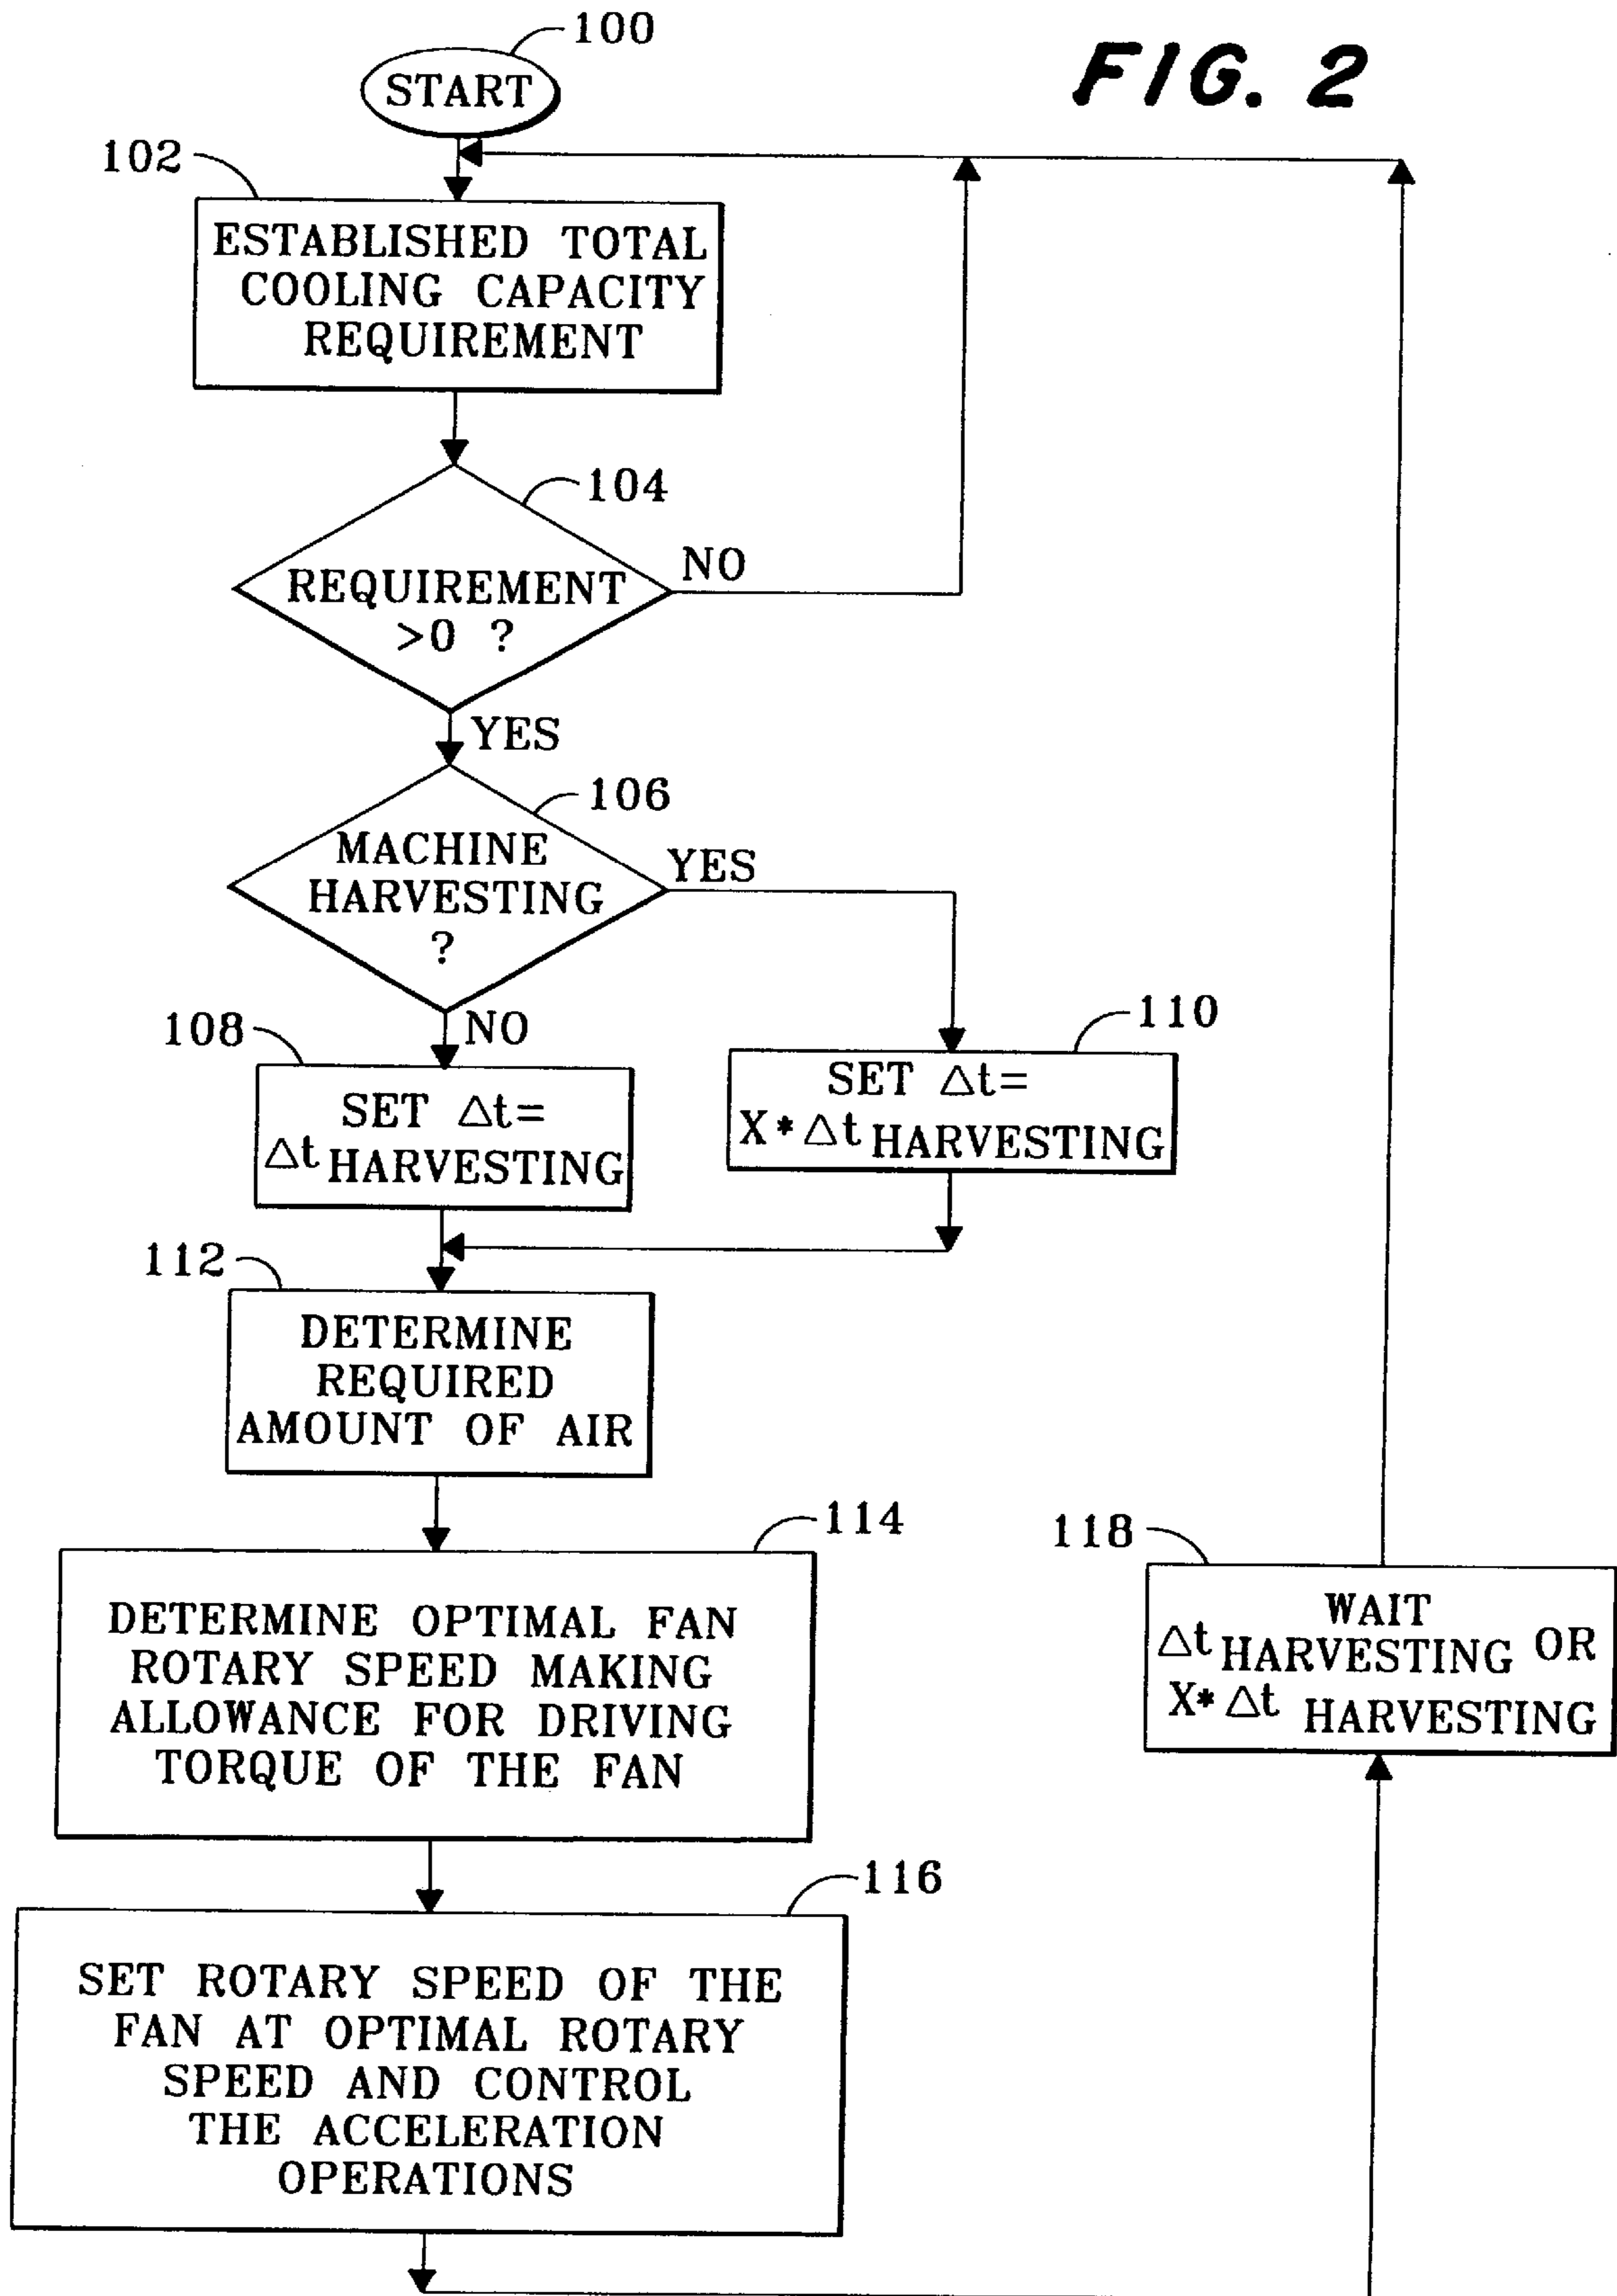 100
START
FIG. 2
102
ESTABLISHED TOTAL
COOLING CAPACITY
REQUIREMENT
104
REQUIREMENT
>0 ?
NO
YES
106
MACHINE
HARVESTING
?
YES
NO
108
SET Δt=
Δt HARVESTING
110
SET Δt=
X* Δt HARVESTING
112
DETERMINE
REQUIRED
AMOUNT OF AIR
114
DETERMINE OPTIMAL FAN
ROTARY SPEED MAKING
ALLOWANCE FOR DRIVING
TORQUE OF THE FAN
118
WAIT
Δt HARVESTING OR
X* Δt HARVESTING
116
SET ROTARY SPEED OF THE
FAN AT OPTIMAL ROTARY
SPEED AND CONTROL
THE ACCELERATION
OPERATIONS